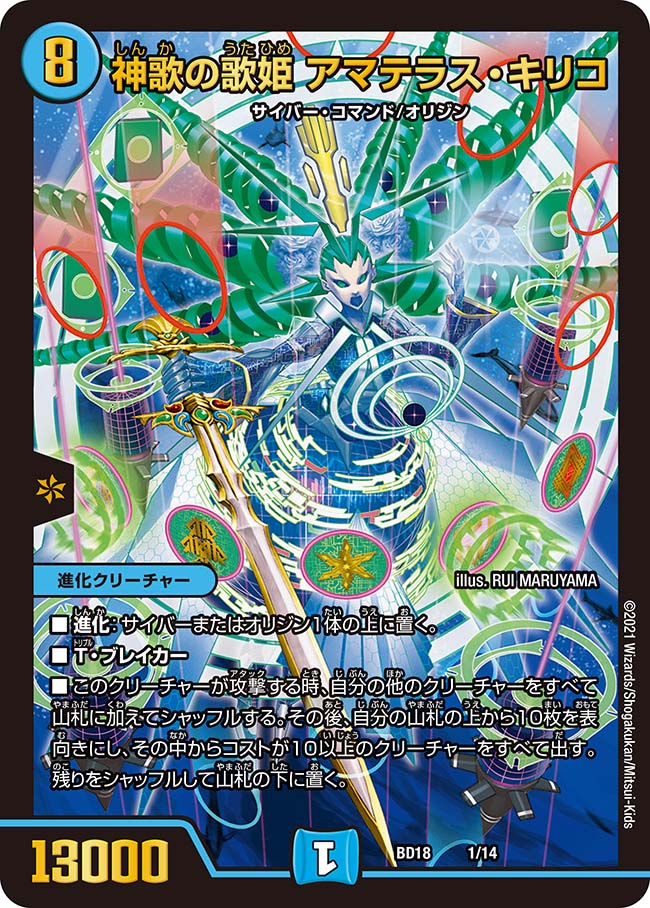 8
神歌の歌姫 アマテラス・キリコ
サイバー・コマンド/オリジン
進化クリーチャー
illus. RUI MARUYAMA
■進化:サイバーまたはオリジン1体の上に置く。
■T・ブレイカー
■このクリーチャーが攻撃する時、自分の他のクリーチャーをすべて
山札に加えてシャッフルする。その後、自分の山札の上から10枚を表
向きにし、その中からコストが10以上のクリーチャーをすべて出す。
残りをシャッフルして山札の下に置く。
©2021 Wizards/Shogakukan/Mitsui-Kids
13000
1
BD18 1/14